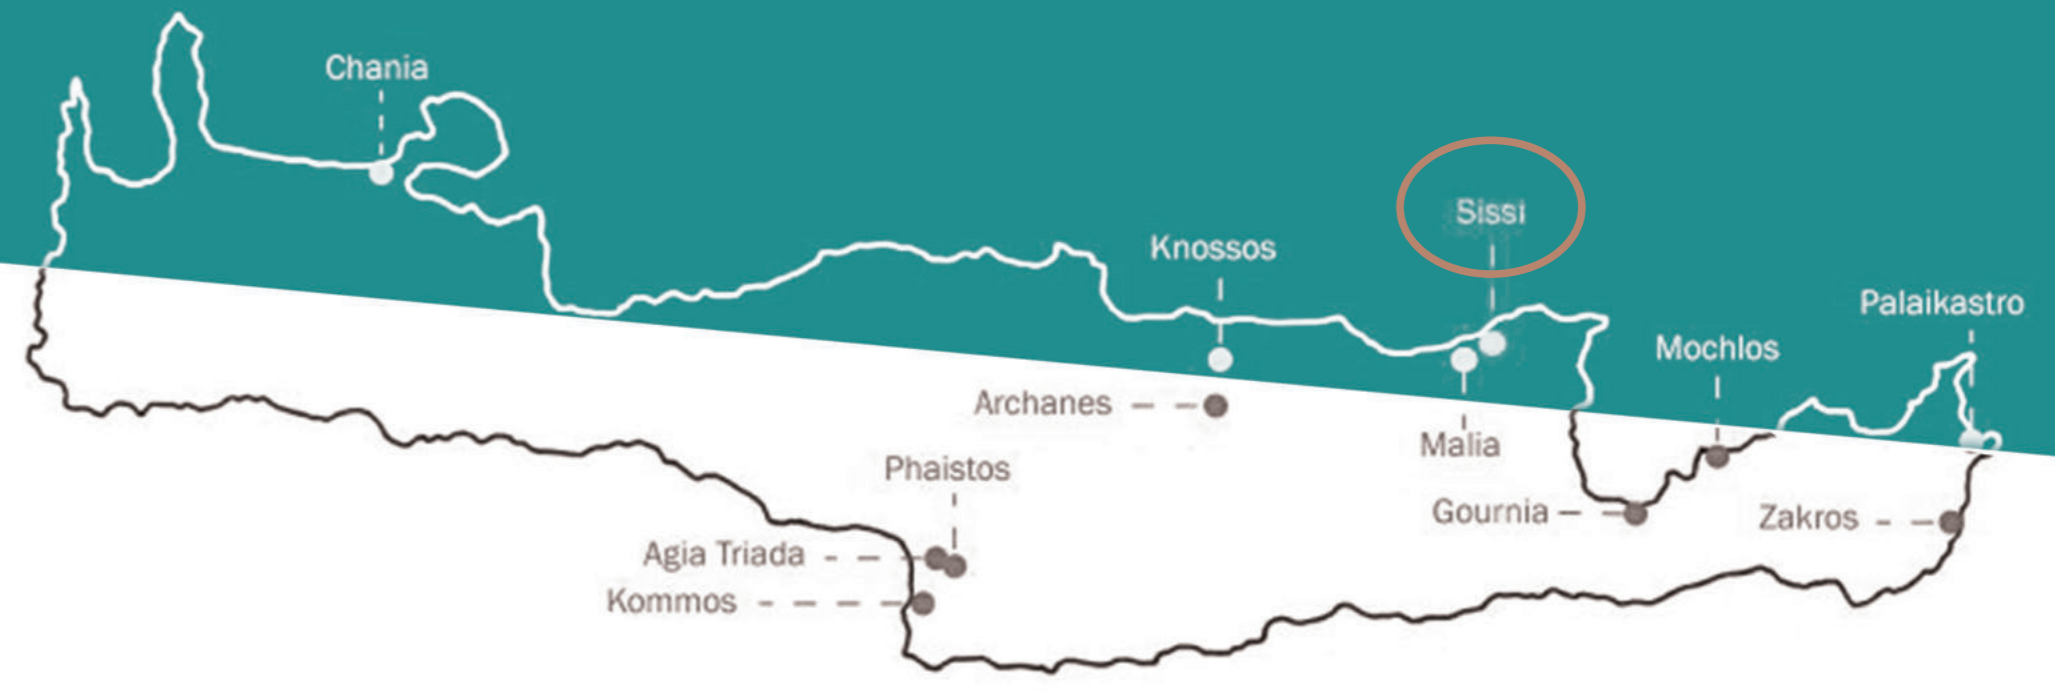 Chania
Sissi
Knossos
Palaikastro
Mochlos
Archanes
Malia
Phaistos
Gournia
Zakros
Agia Triada
Kommos